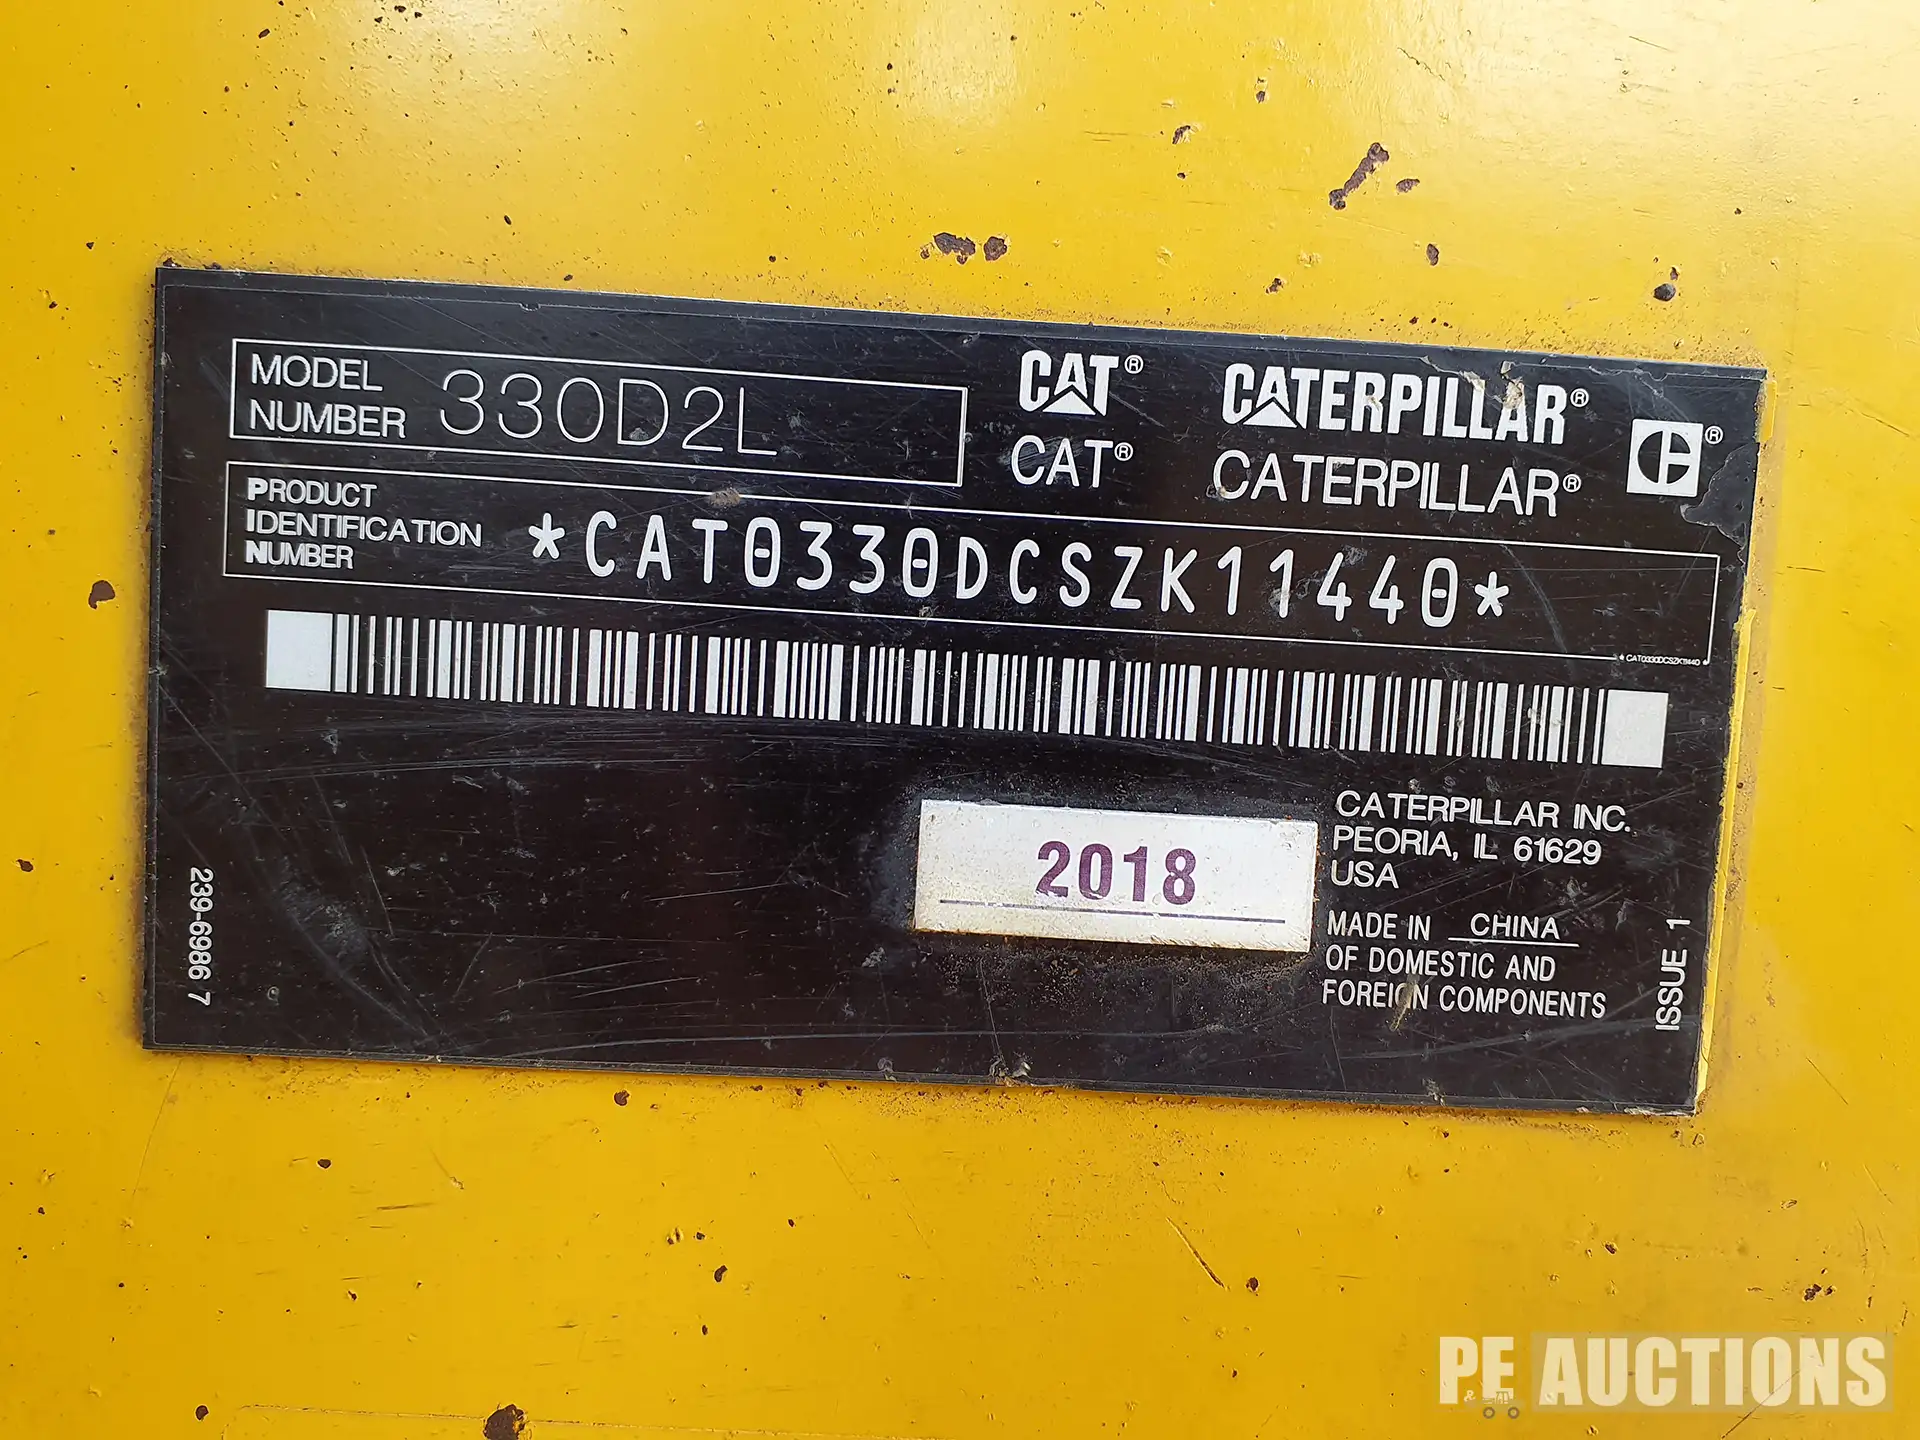 MODEL
NUMBER
330D2L
CAT®
CATERPILLAR®
CAT®
CATERPILLAR®
®
PRODUCT
IDENTIFICATION
NUMBER
*CAT0330DCSZK11440*
*CAT0330DCSZK11440*
2018
CATERPILLAR INC.
PEORIA, IL 61629
USA
MADE IN CHINA
OF DOMESTIC AND
FOREIGN COMPONENTS
239-6986 7
ISSUE 1
PE AUCTIONS